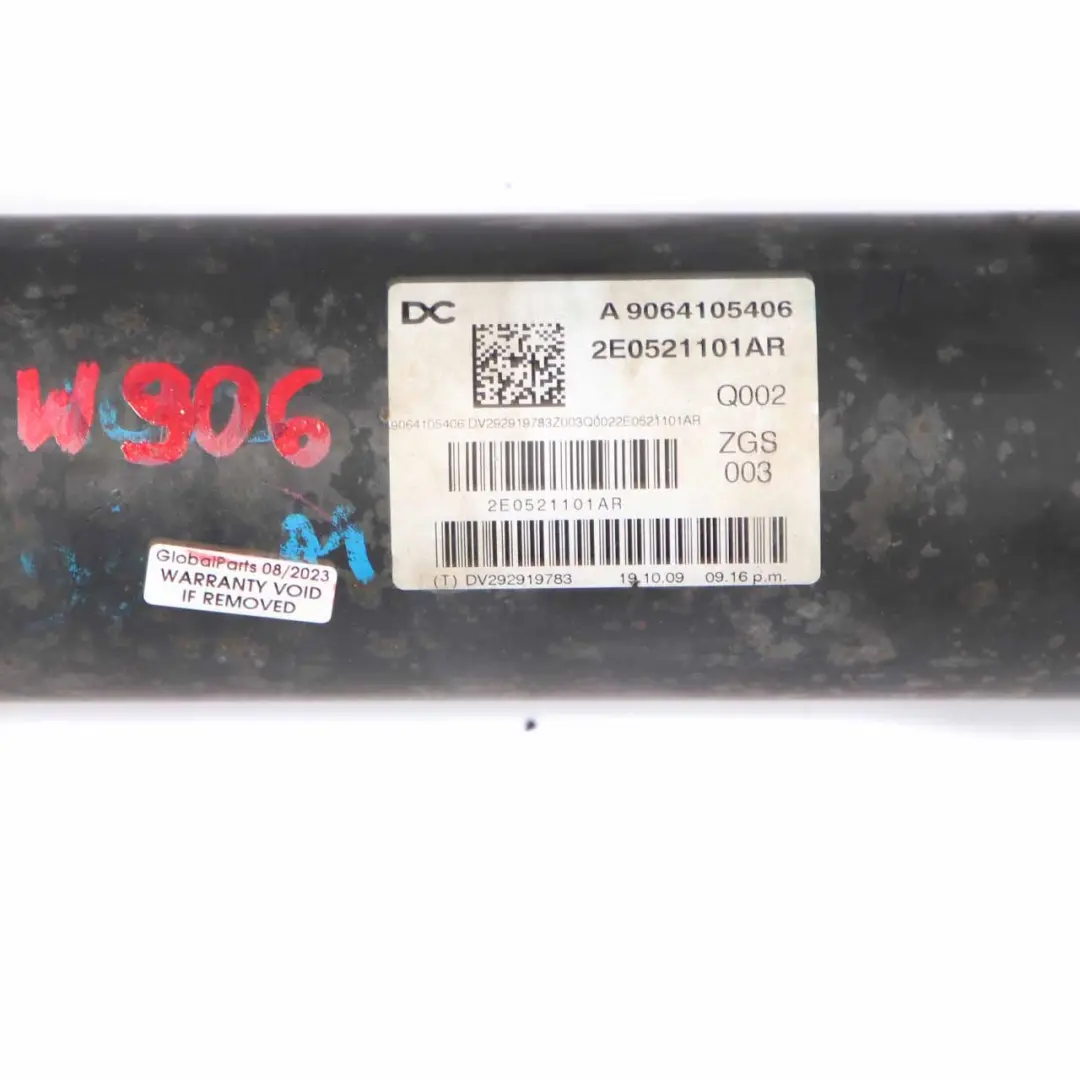 DC
A 9064105406
2E0521101AR
Q002
9064105406 DV292919783Z003Q0022E0521101AR
ZGS
003
2E0521101AR
(T) DV292919783 19.10.09 09.16 p.m.
W906
M
GlobalParts 08/2023
WARRANTY VOID
IF REMOVED